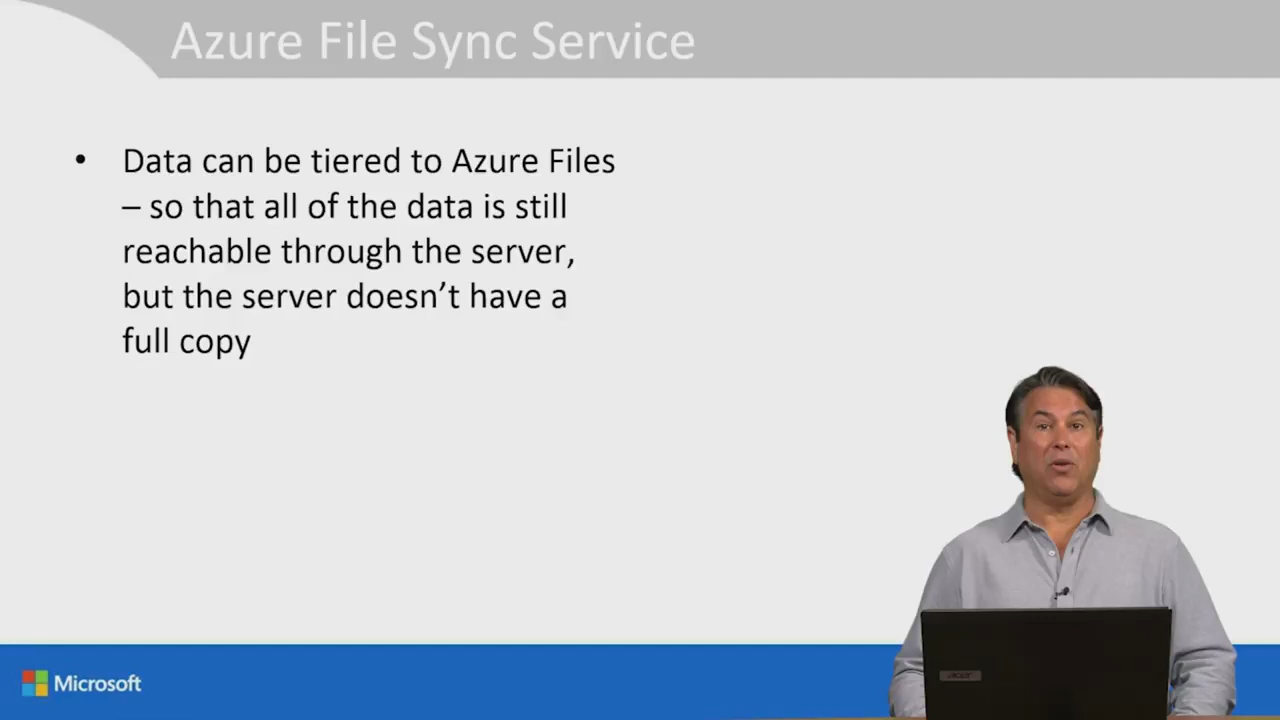 Azure File Sync Service
• Data can be tiered to Azure Files
– so that all of the data is still
reachable through the server,
but the server doesn’t have a
full copy
Microsoft
acer